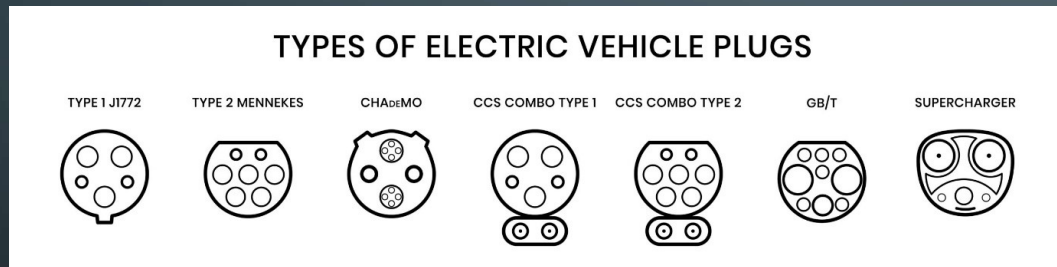 TYPES OF ELECTRIC VEHICLE PLUGS
TYPE 1 J1772
TYPE 2 MENNEKES
CHADEMO
CCS COMBO TYPE 1
CCS COMBO TYPE 2
GB/T
SUPERCHARGER